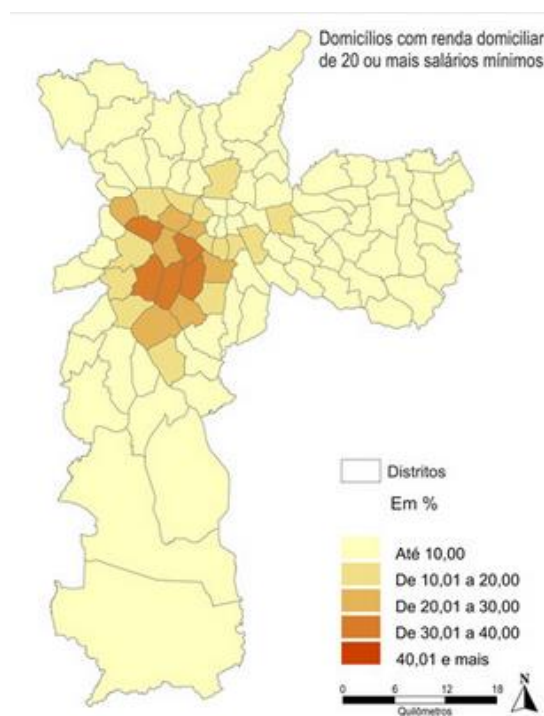 Domicílios com renda domiciliar
de 20 ou mais salários mínimos
Distritos
Em %
Até 10,00
De 10,01 a 20,00
De 20,01 a 30,00
De 30,01 a 40,00
40,01 e mais
N
0 6 12 18
Quilômetros